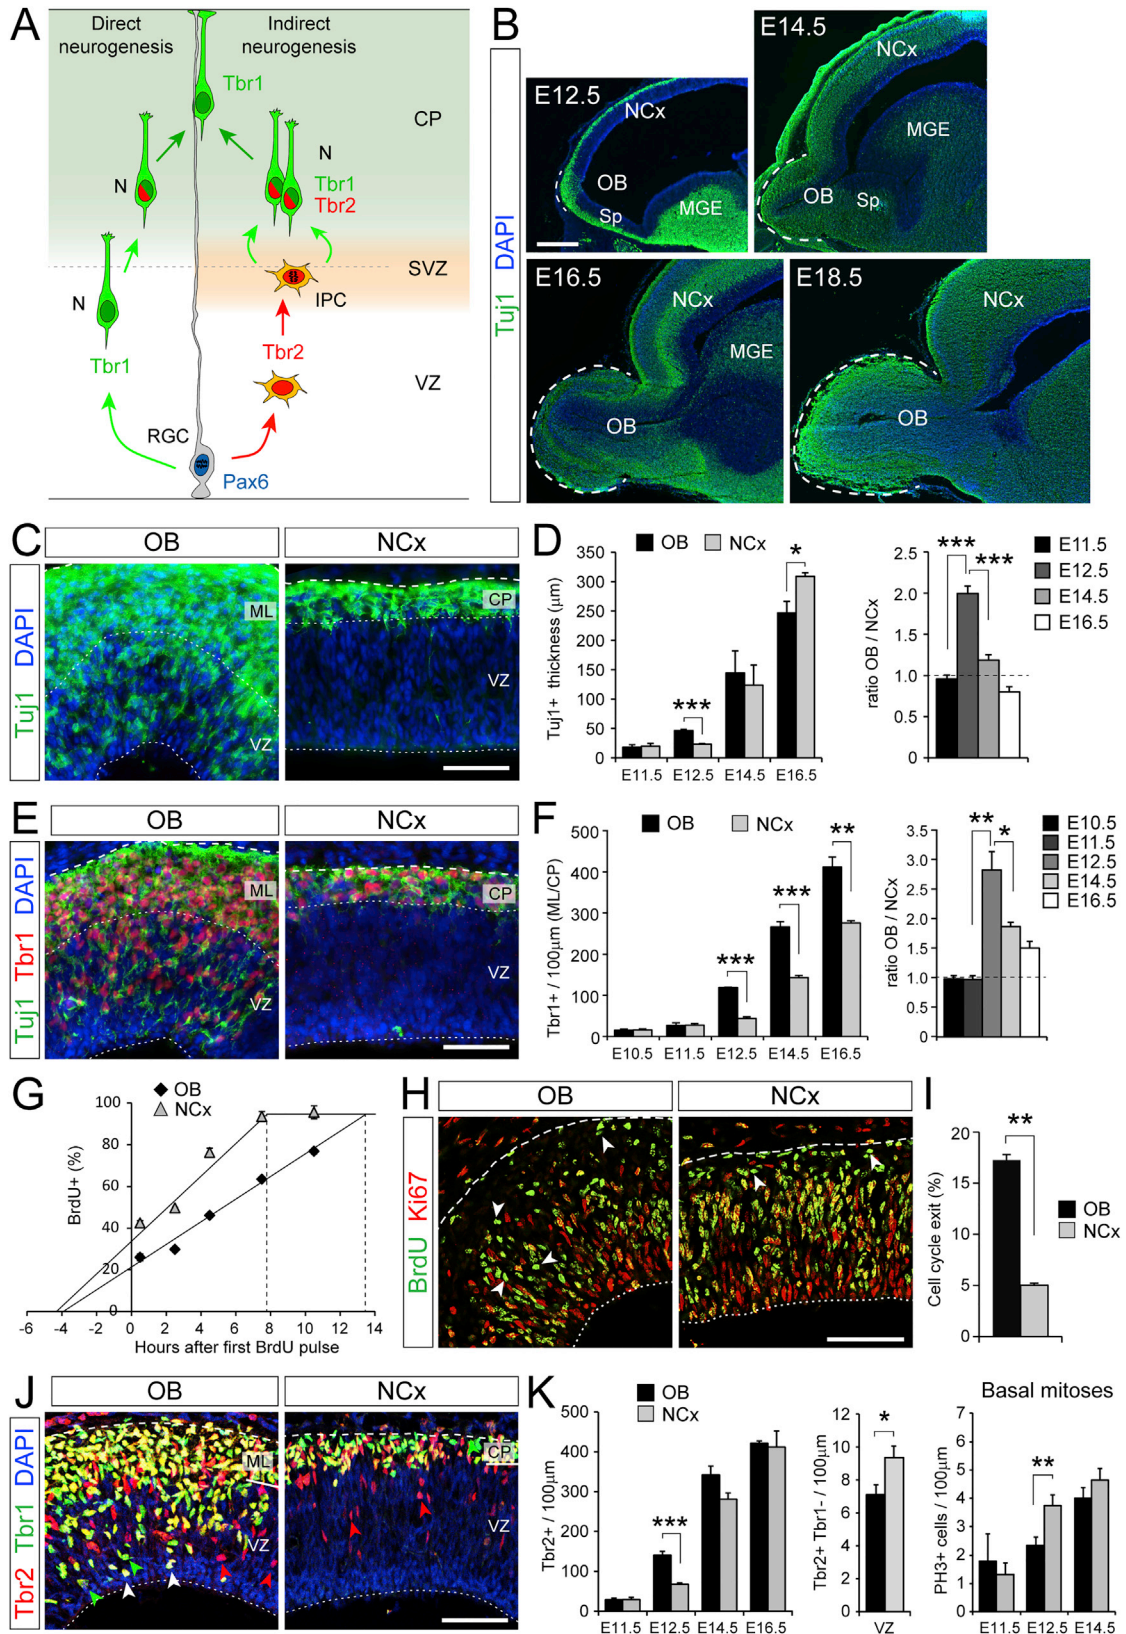 A
Direct
neurogenesis
Indirect
neurogenesis
Tbr1
CP
N
N
Tbr1
Tbr2
SVZ
IPC
N
Tbr1
Tbr2
VZ
RGC
Pax6
B
Tuj1 DAPI
E12.5
NCx
OB
Sp
MGE
E14.5
NCx
MGE
OB
Sp
E16.5
NCx
MGE
OB
E18.5
NCx
OB
C
OB
NCx
Tuj1 DAPI
ML
VZ
CP
VZ
D
OB
NCx
Tuj1+ thickness (µm)
350
300
250
200
150
100
50
0
***
*
E11.5 E12.5 E14.5 E16.5
ratio OB / NCx
2.5
2.0
1.5
1.0
0.5
0
***
***
E11.5
E12.5
E14.5
E16.5
E
OB
NCx
Tuj1 Tbr1 DAPI
ML
VZ
CP
VZ
F
OB
NCx
Tbr1+ / 100µm (ML/CP)
500
400
300
200
100
0
***
***
**
E10.5 E11.5 E12.5 E14.5 E16.5
ratio OB / NCx
3.5
3.0
2.5
2.0
1.5
1.0
0.5
0
**
*
E10.5
E11.5
E12.5
E14.5
E16.5
G
OB
NCx
BrdU+ (%)
100
80
60
40
20
0
-6 -4 -2 0 2 4 6 8 10 12 14
Hours after first BrdU pulse
H
OB
NCx
BrdU Ki67
I
Cell cycle exit (%)
20
15
10
5
0
**
OB
NCx
J
OB
NCx
Tbr2 Tbr1 DAPI
ML
VZ
CP
VZ
K
OB
NCx
Tbr2+ / 100µm
500
400
300
200
100
0
***
E11.5 E12.5 E14.5 E16.5
Tbr2+ Tbr1- / 100µm
12
10
8
6
4
2
0
*
VZ
Basal mitoses
PH3+ cells / 100µm
7
6
5
4
3
2
1
0
**
E11.5 E12.5 E14.5